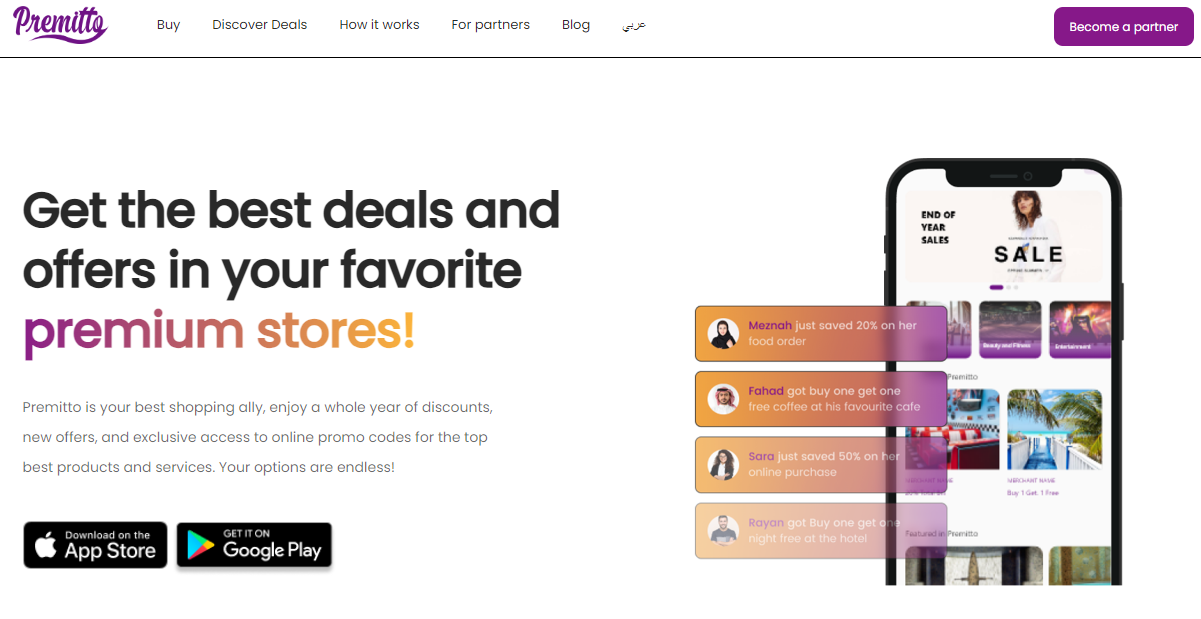 Premitto
Buy
Discover Deals
How it works
For partners
Blog
عربي
Become a partner
Get the best deals and
offers in your favorite
premium stores!
Premitto is your best shopping ally, enjoy a whole year of discounts,
new offers, and exclusive access to online promo codes for the top
best products and services. Your options are endless!
Download on the
App Store
GET IT ON
Google Play
END OF
YEAR
SALES
SALE
Beauty and Fitness
Entertainment
Meznah just saved 20% on her
food order
Premitto
Fahad got buy one get one
free coffee at his favourite cafe
Sara just saved 50% on her
online purchase
MERCHANT NAME
MERCHANT NAME
Buy 1 Get. 1 Free
Rayan got Buy one get one
night free at the hotel
Featured in Premitto